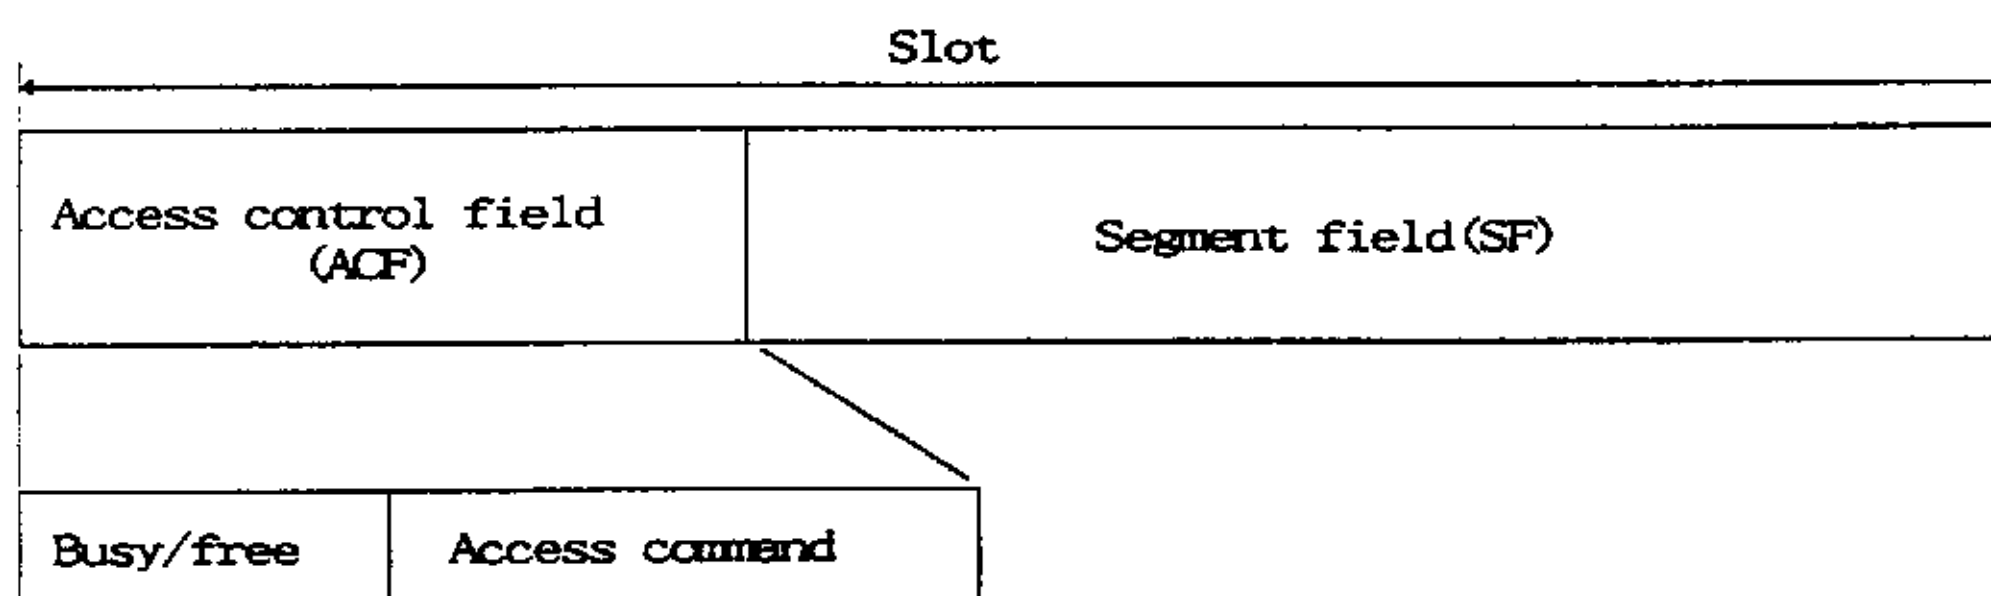 Slot
Access control field
(ACF)
Segment field(SF)
Busy/free
Access command